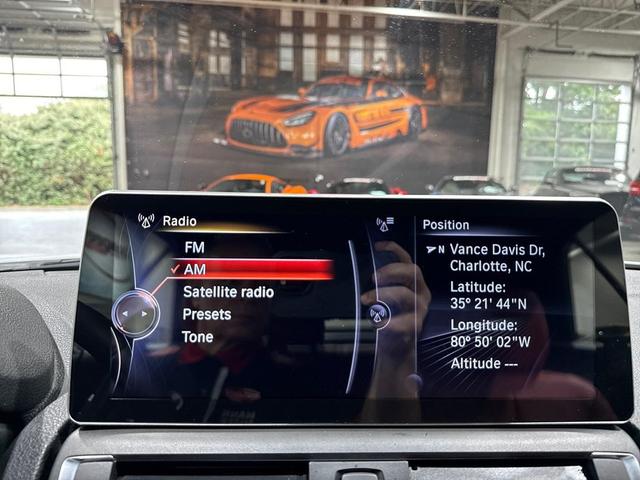 Radio
FM
AM
Satellite radio
Presets
Tone
Position
N Vance Davis Dr,
Charlotte, NC
Latitude:
35° 21' 44"N
Longitude:
80° 50' 02"W
Altitude ---